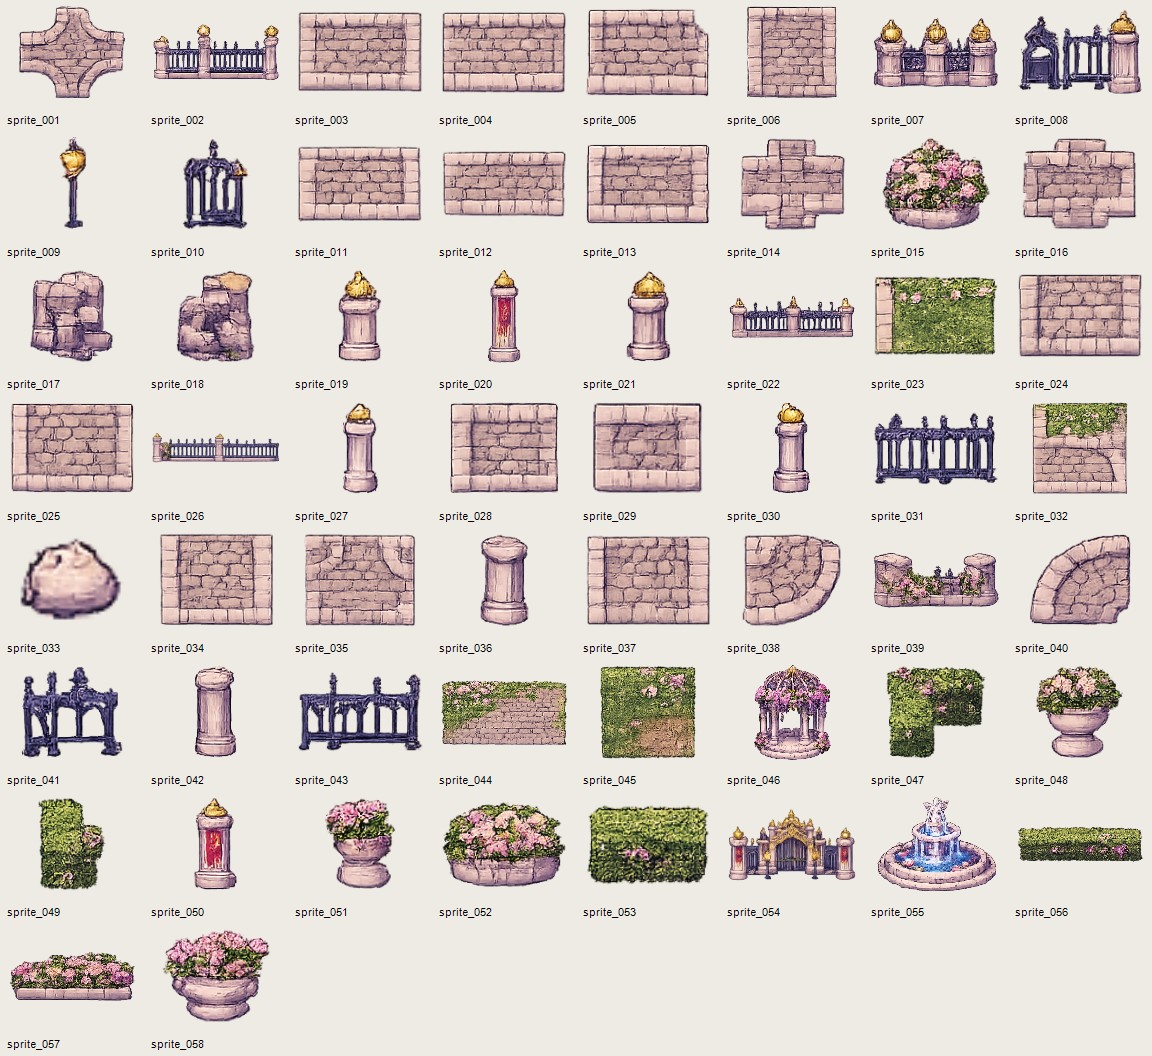 sprite_001 sprite_002 sprite_003 sprite_004 sprite_005 sprite_006 sprite_007 sprite_008
sprite_009 sprite_010 sprite_011 sprite_012 sprite_013 sprite_014 sprite_015 sprite_016
sprite_017 sprite_018 sprite_019 sprite_020 sprite_021 sprite_022 sprite_023 sprite_024
sprite_025 sprite_026 sprite_027 sprite_028 sprite_029 sprite_030 sprite_031 sprite_032
sprite_033 sprite_034 sprite_035 sprite_036 sprite_037 sprite_038 sprite_039 sprite_040
sprite_041 sprite_042 sprite_043 sprite_044 sprite_045 sprite_046 sprite_047 sprite_048
sprite_049 sprite_050 sprite_051 sprite_052 sprite_053 sprite_054 sprite_055 sprite_056
sprite_057 sprite_058